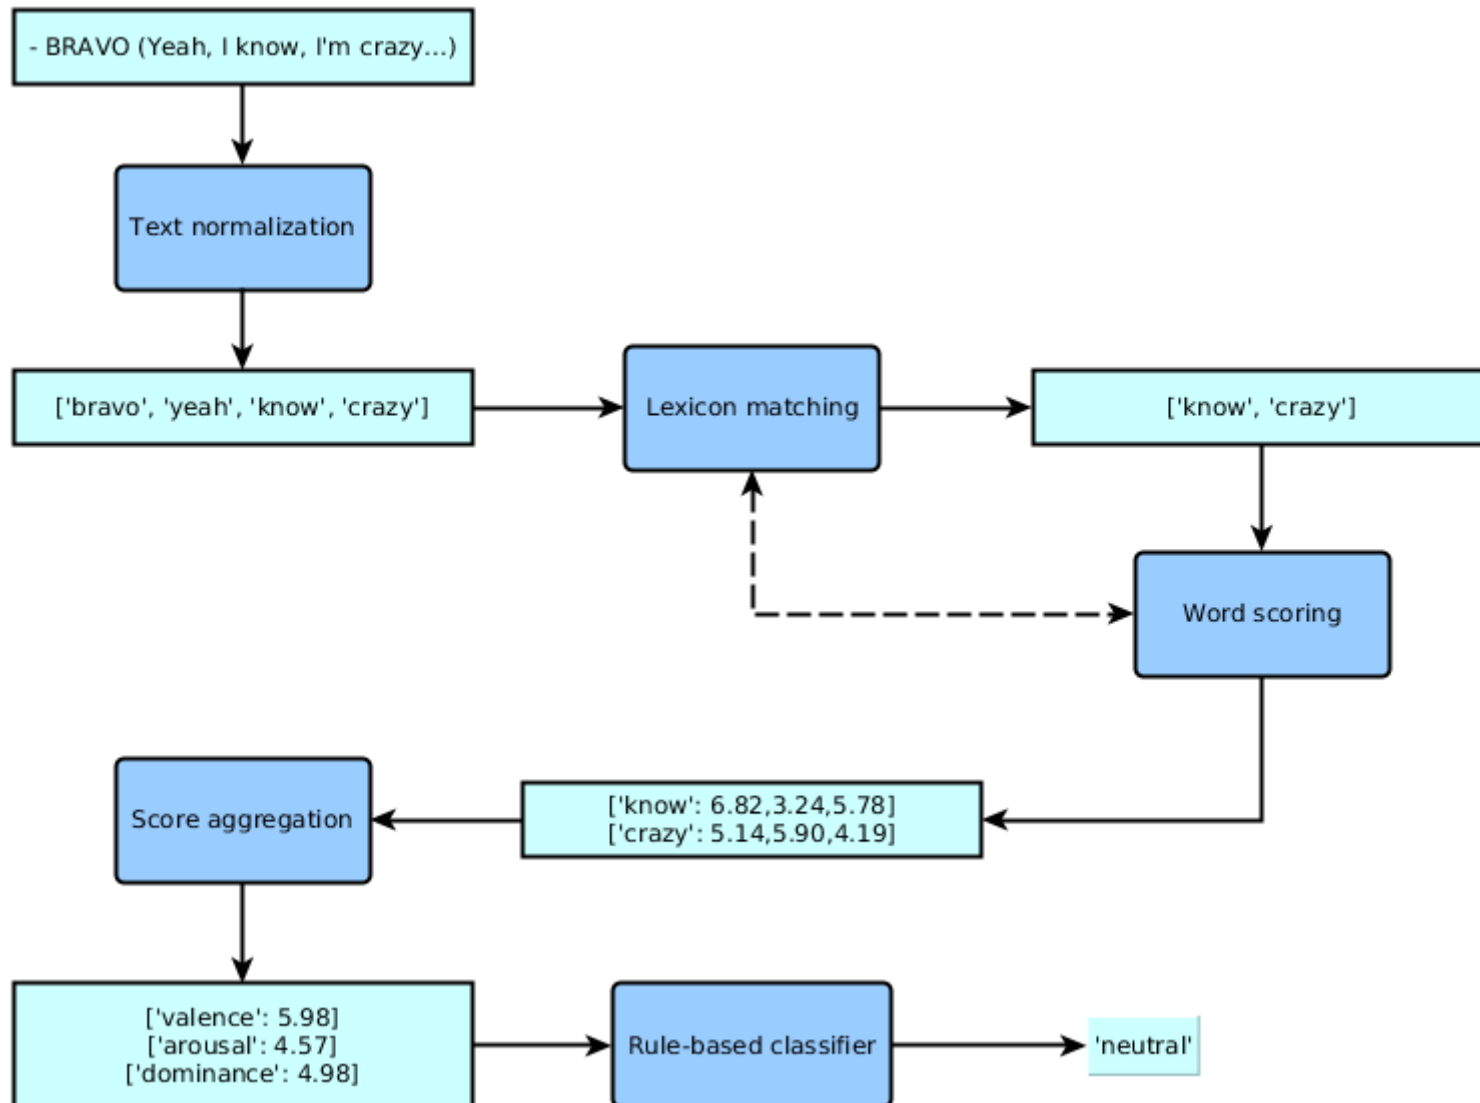 - BRAVO (Yeah, I know, I'm crazy...)
Text normalization
['bravo', 'yeah', 'know', 'crazy']
Lexicon matching
['know', 'crazy']
Word scoring
['know': 6.82,3.24,5.78]
['crazy': 5.14,5.90,4.19]
Score aggregation
['valence': 5.98]
['arousal': 4.57]
['dominance': 4.98]
Rule-based classifier
'neutral'